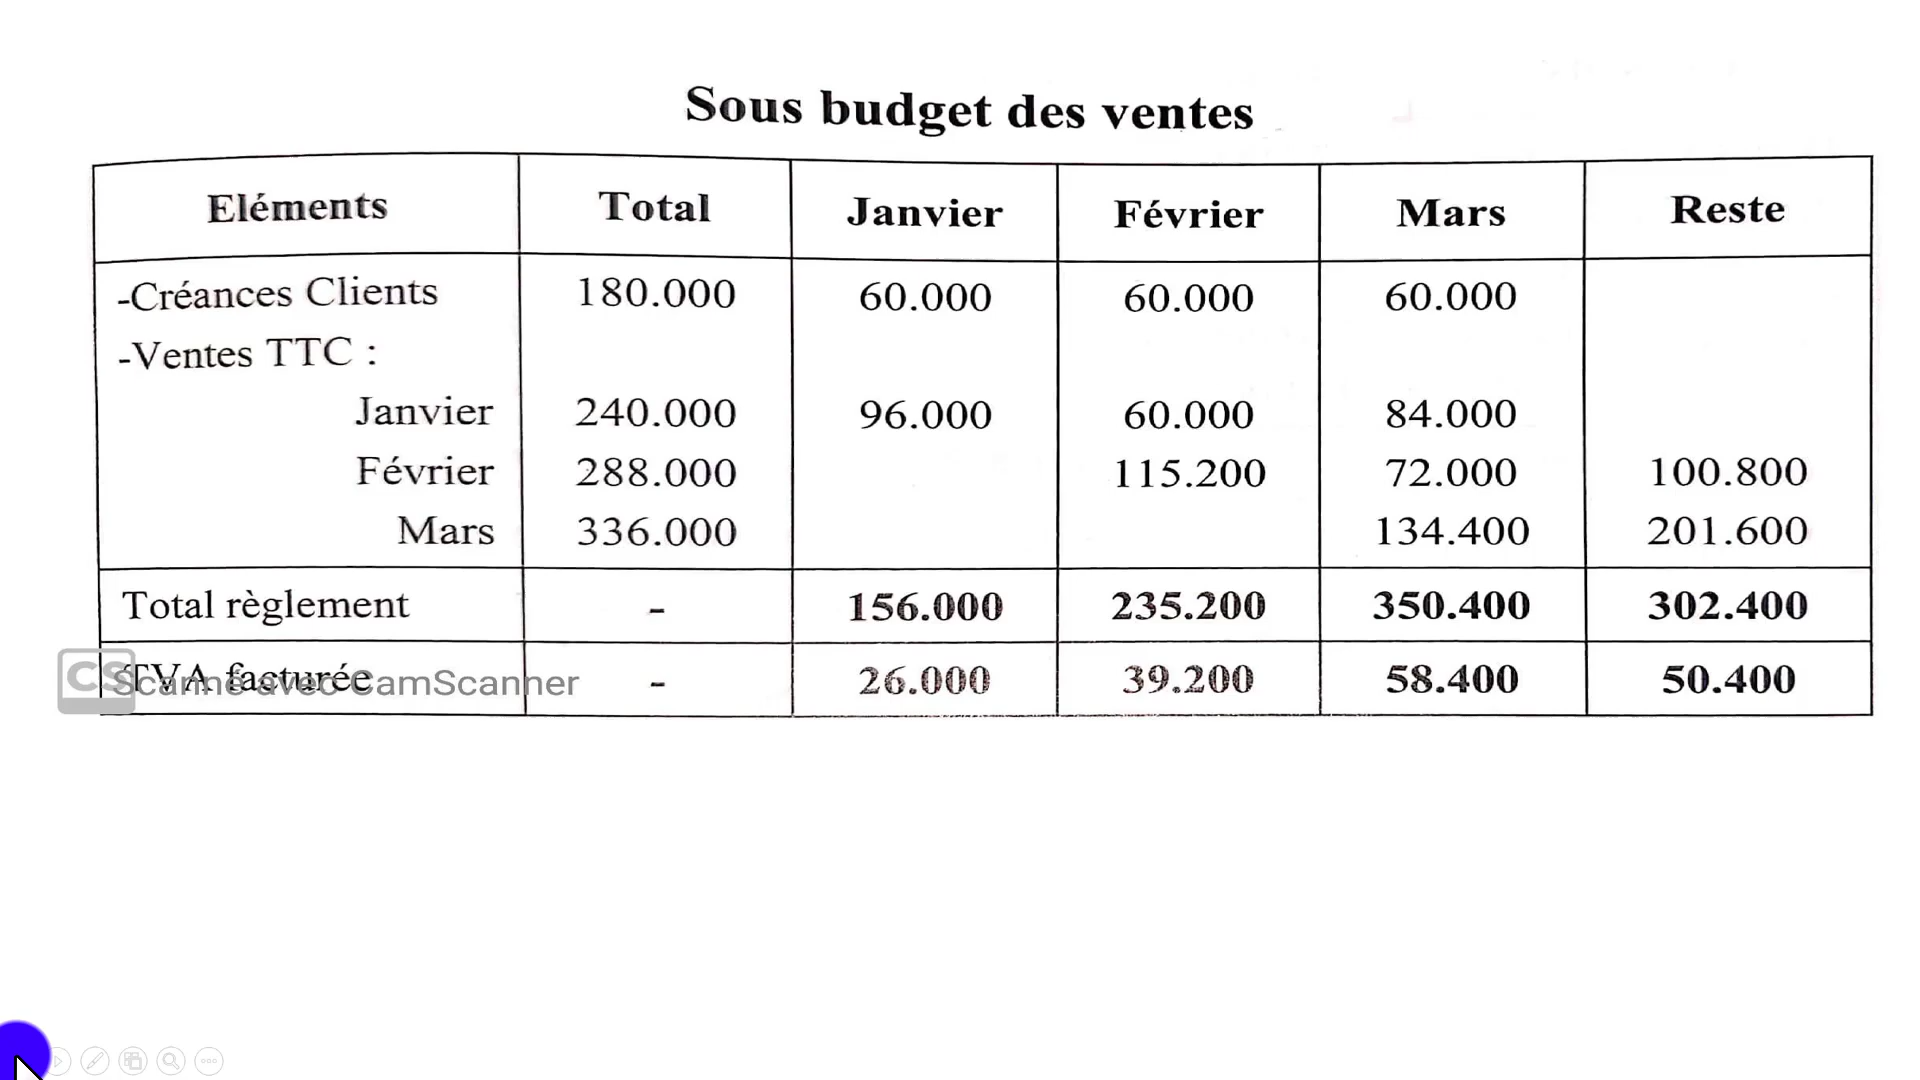 Sous budget des ventes
Eléments Total Janvier Février Mars Reste
-Créances Clients 180.000 60.000 60.000 60.000
-Ventes TTC :
Janvier 240.000 96.000 60.000 84.000
Février 288.000 115.200 72.000 100.800
Mars 336.000 134.400 201.600
Total règlement - 156.000 235.200 350.400 302.400
TVA facturée - 26.000 39.200 58.400 50.400
CS Scanné avec CamScanner